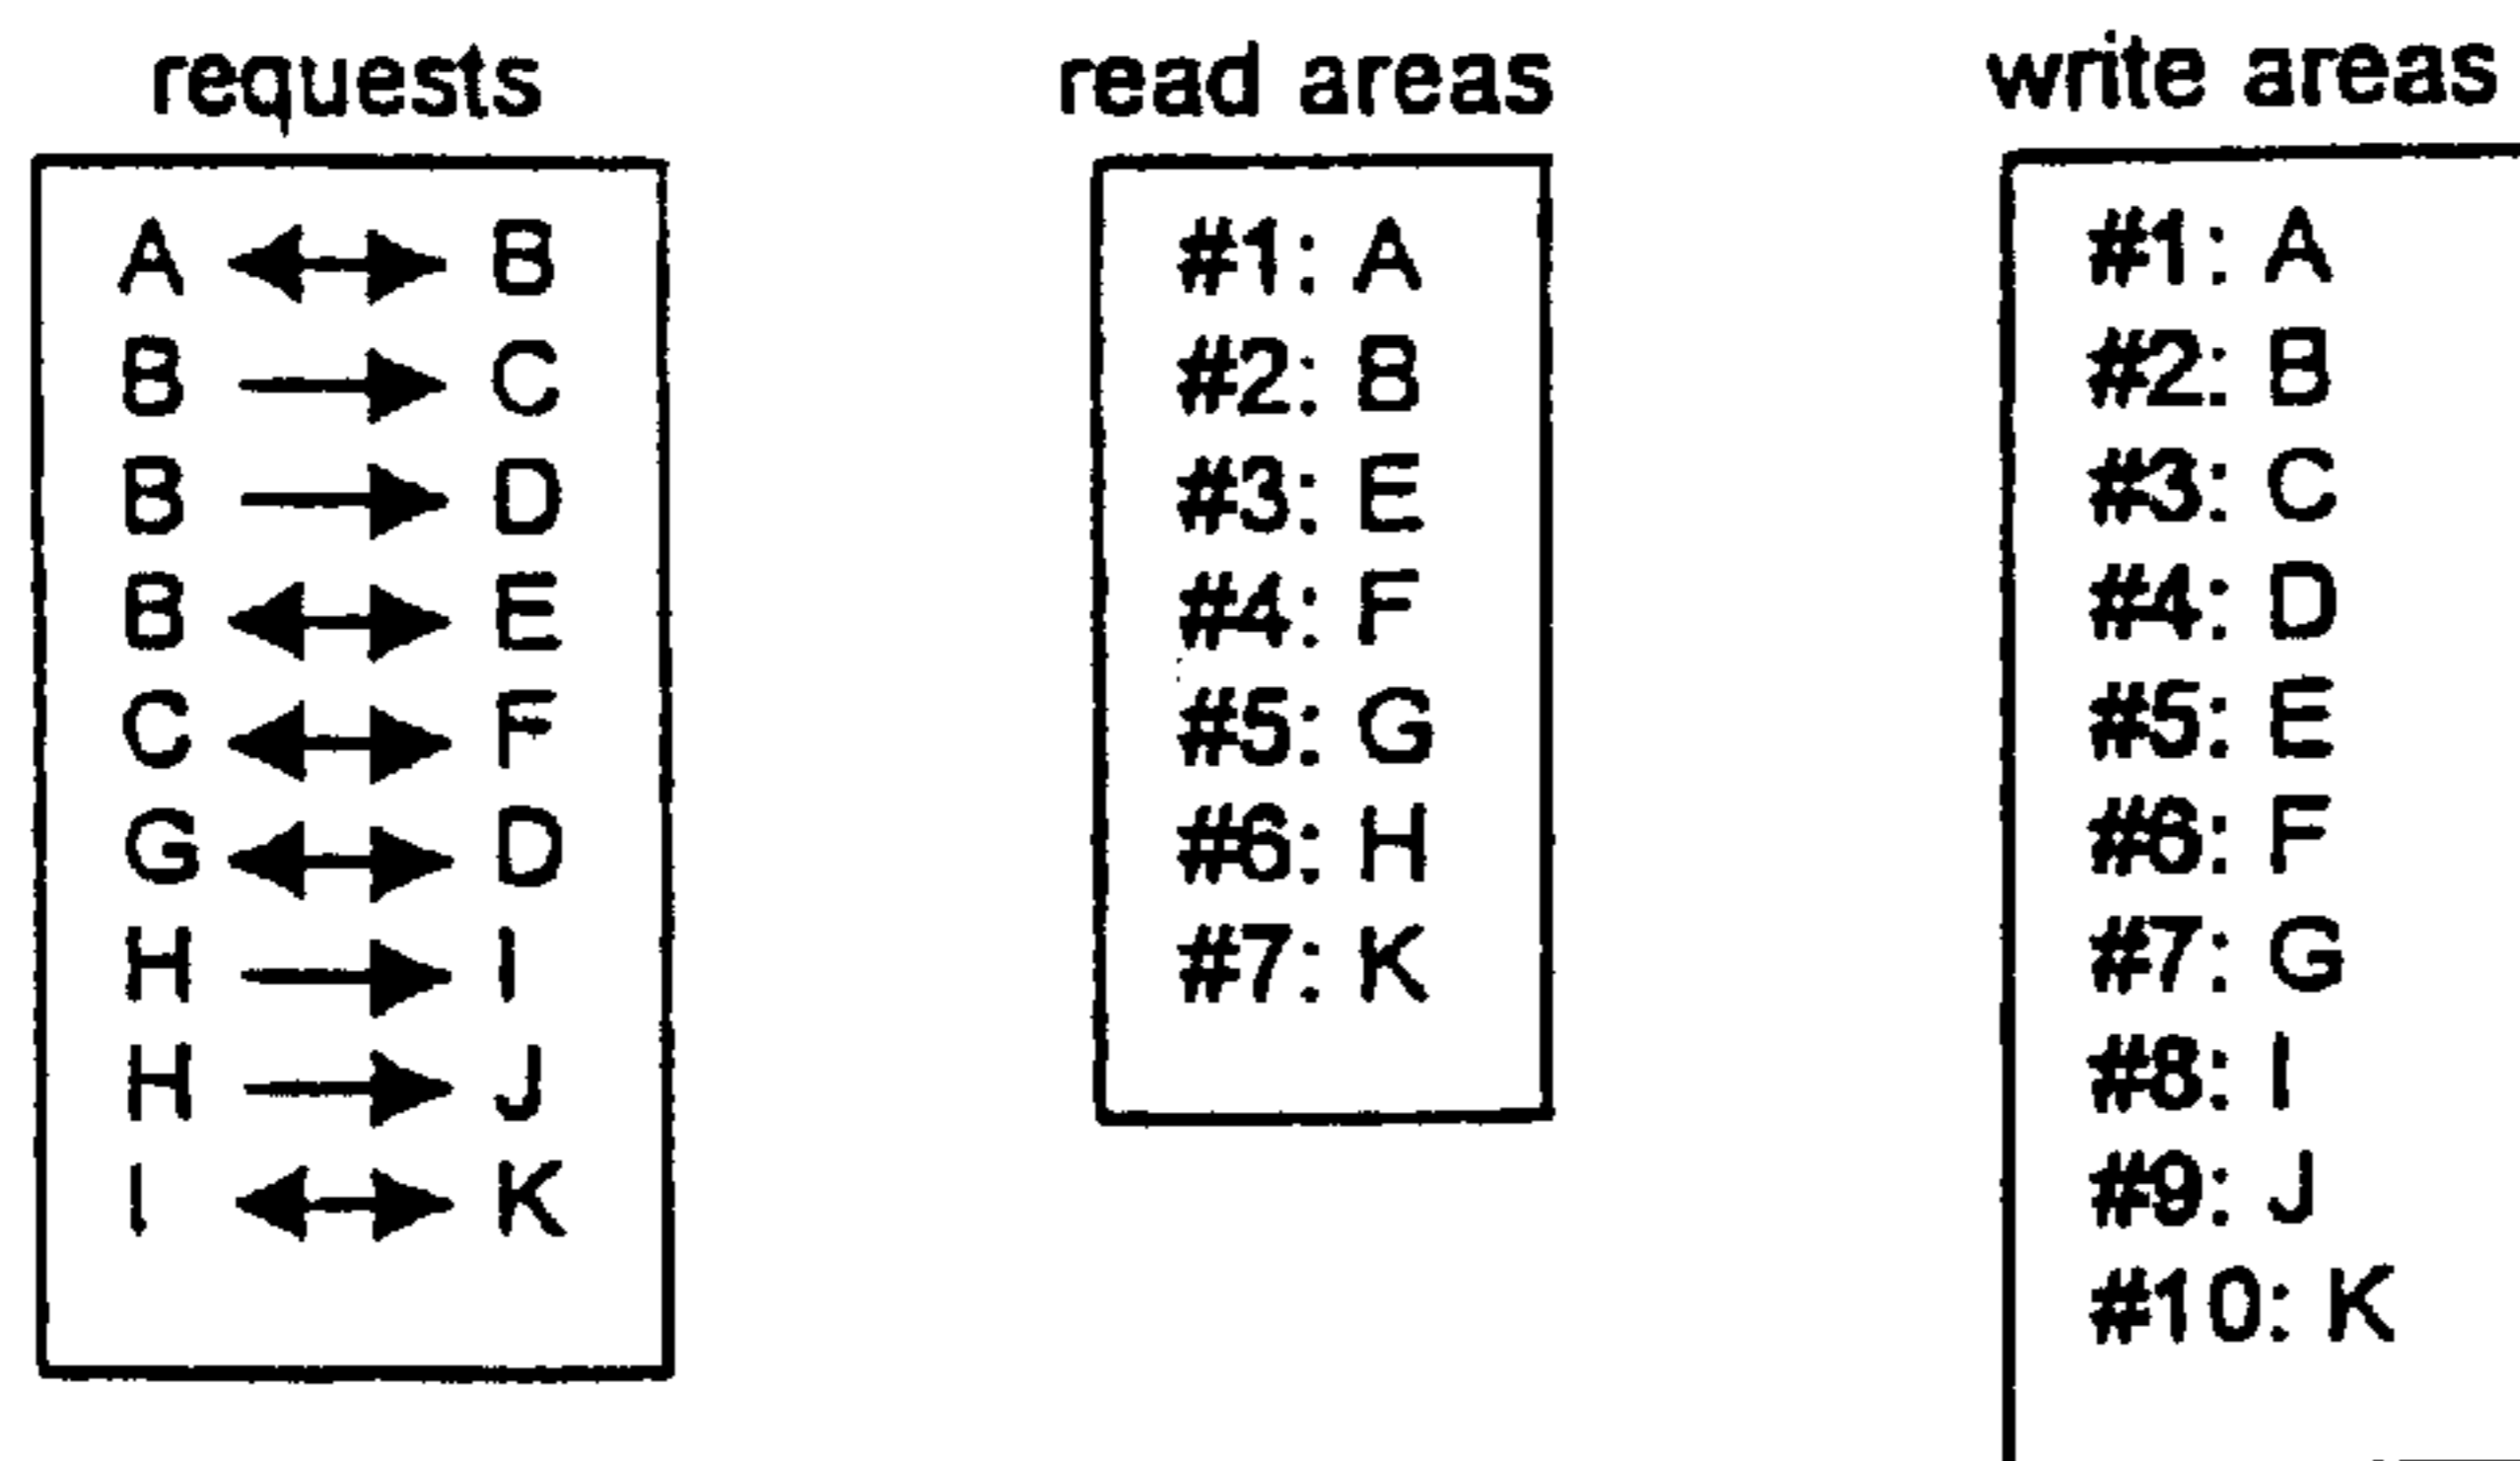 requests
A ↔ B
B → C
B → D
B ↔ E
C ↔ F
G ↔ D
H → I
H → J
I ↔ K
read areas
#1: A
#2: B
#3: E
#4: F
#5: G
#6: H
#7: K
write areas
#1: A
#2: B
#3: C
#4: D
#5: E
#6: F
#7: G
#8: I
#9: J
#10: K